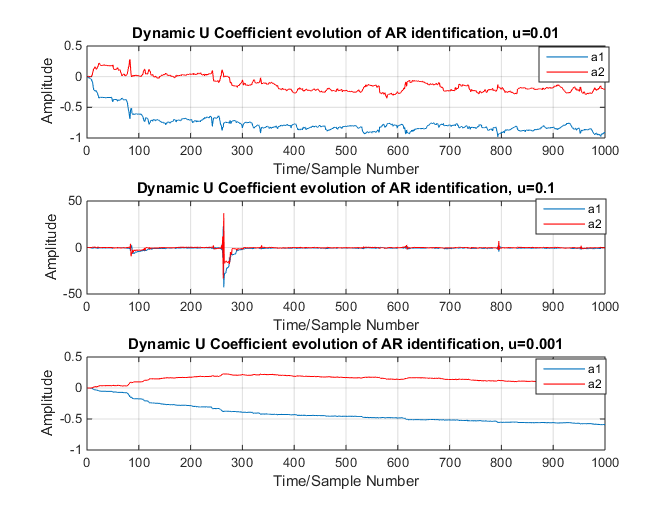 Dynamic U Coefficient evolution of AR identification, u=0.01
0.5
0
-0.5
-1
Amplitude
a1
a2
0 100 200 300 400 500 600 700 800 900 1000
Time/Sample Number
Dynamic U Coefficient evolution of AR identification, u=0.1
50
0
-50
Amplitude
a1
a2
0 100 200 300 400 500 600 700 800 900 1000
Time/Sample Number
Dynamic U Coefficient evolution of AR identification, u=0.001
0.5
0
-0.5
-1
Amplitude
a1
a2
0 100 200 300 400 500 600 700 800 900 1000
Time/Sample Number